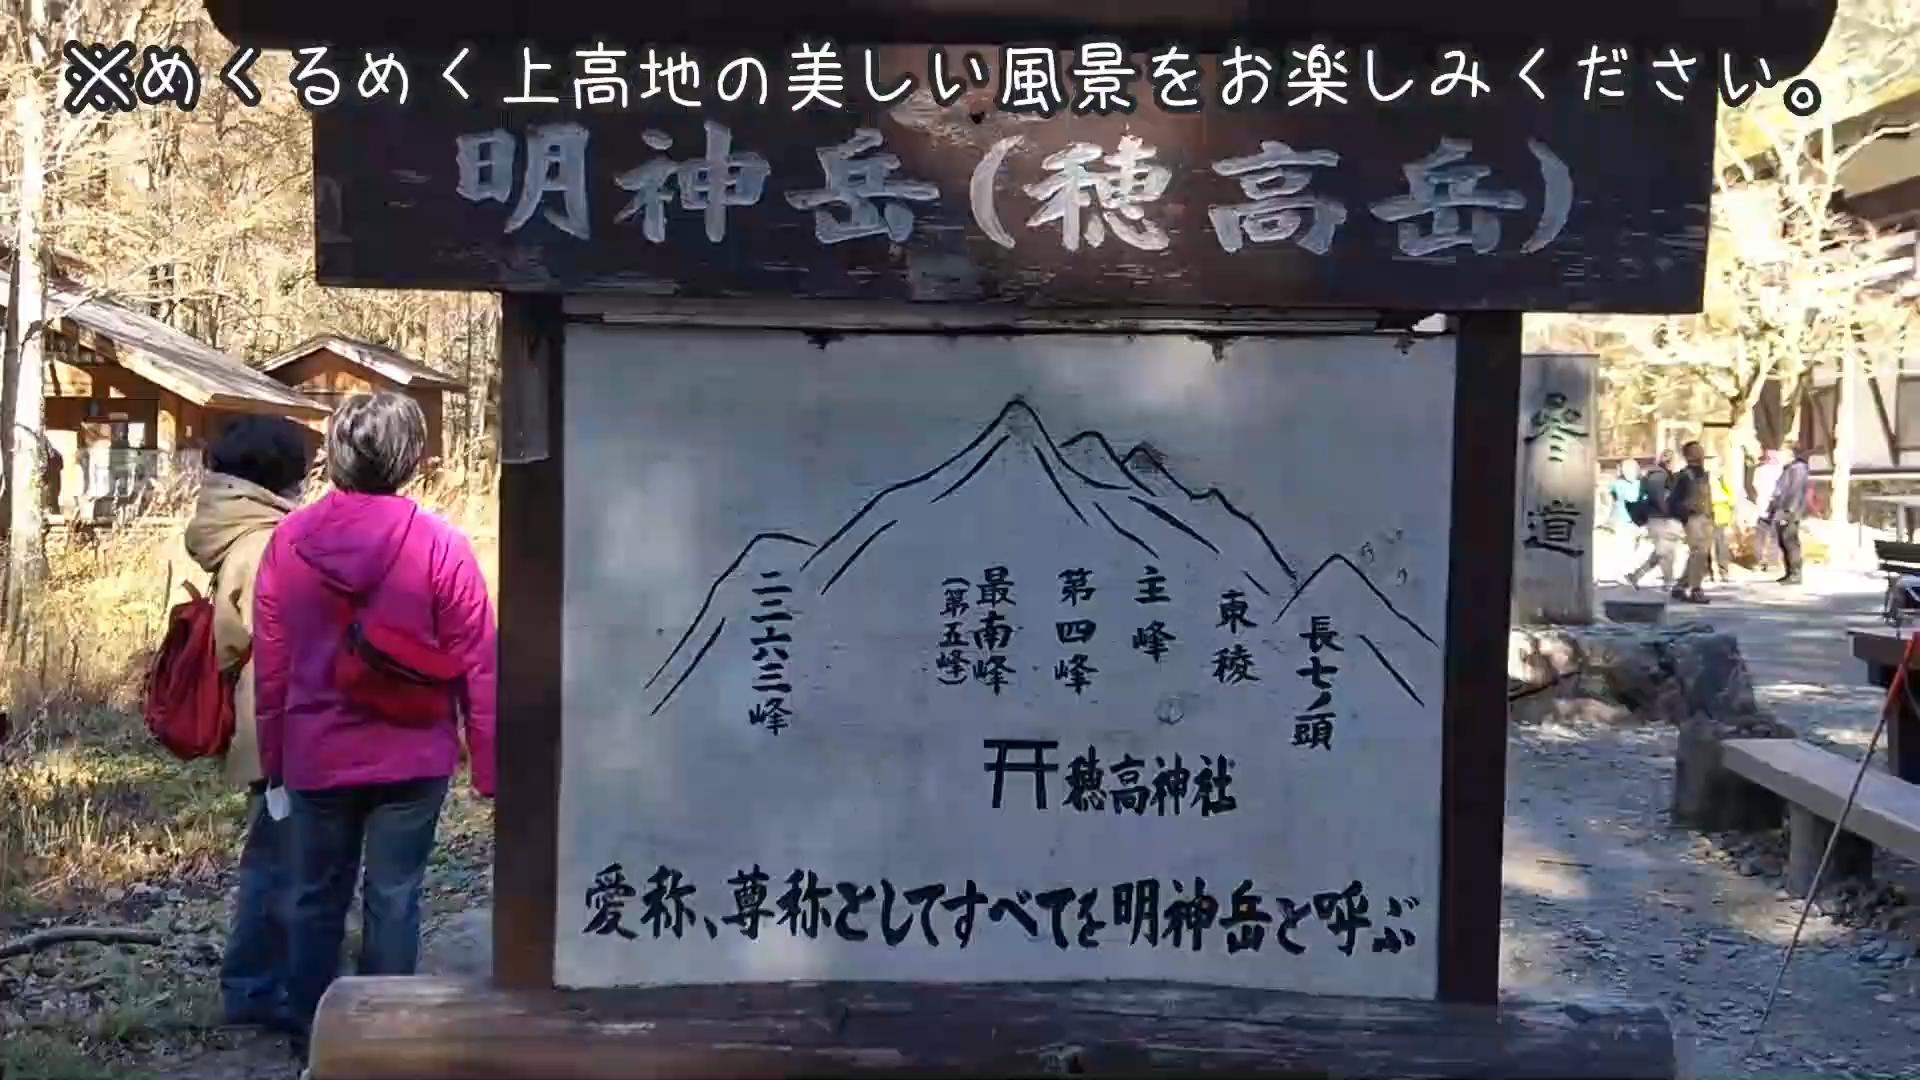 ※めくるめく上高地の美しい風景をお楽しみください。
明神岳(穂高岳)
二二六三峰
最南峰
(第五峰)
第四峰
主峰
東稜
長七ノ頭
穂高神社
愛称、尊称としてすべてを明神岳と呼ぶ
参道